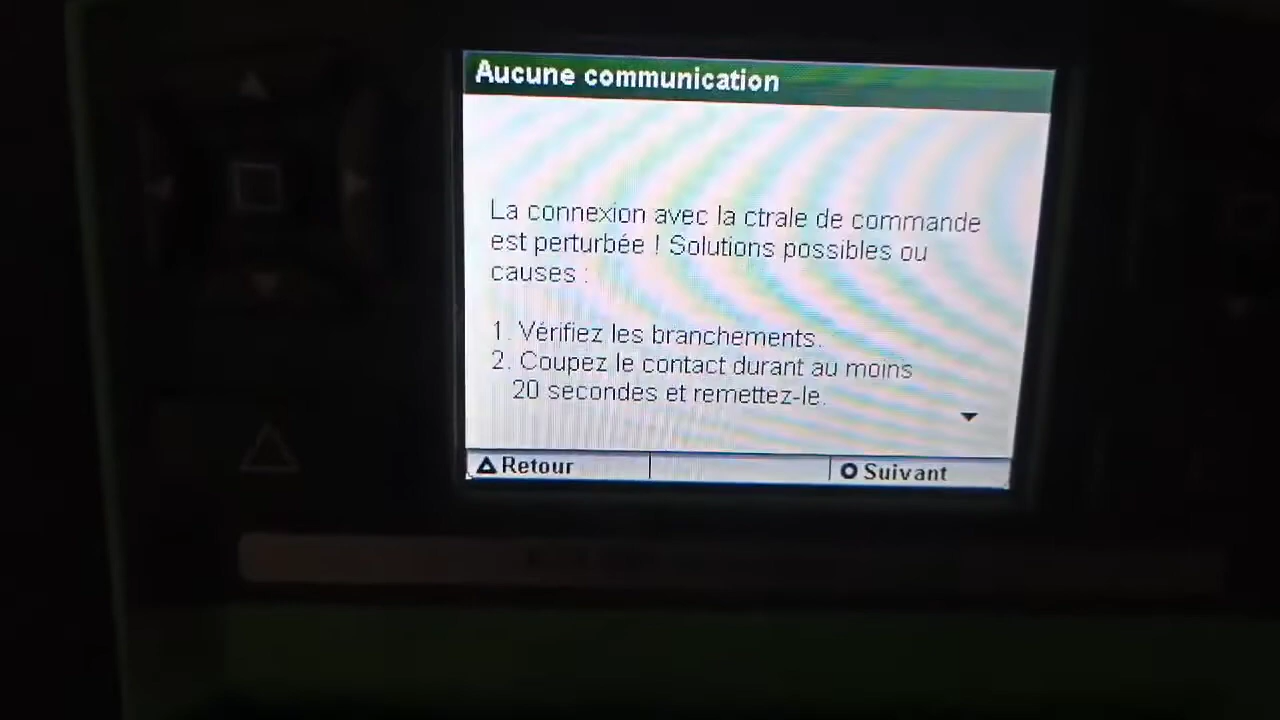 Aucune communication
La connexion avec la ctrale de commande
est perturbée ! Solutions possibles ou
causes :
1. Vérifiez les branchements.
2. Coupez le contact durant au moins
20 secondes et remettez-le.
Retour
Suivant